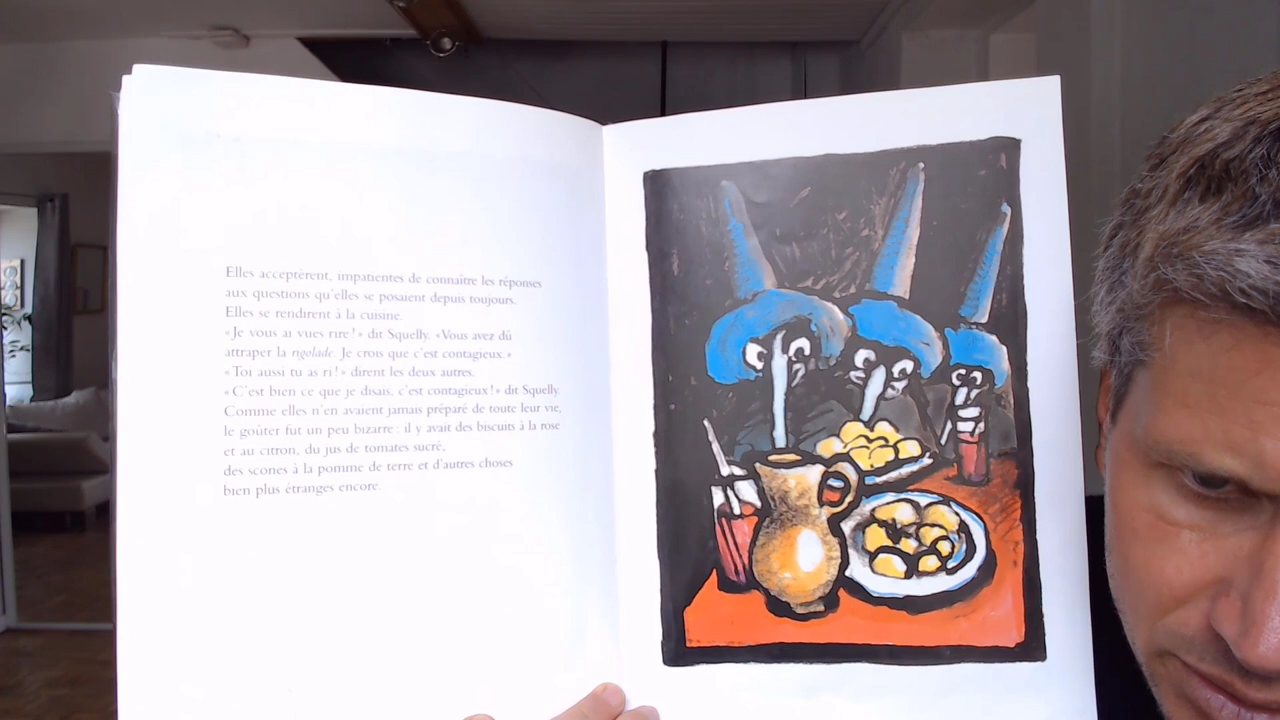 Elles acceptèrent, impatientes de connaître les réponses
aux questions qu'elles se posaient depuis toujours.
Elles se rendirent à la cuisine.
«Je vous ai vues rire!» dit Squelly. «Vous avez dû
attraper la rigolade. Je crois que c'est contagieux.»
«Toi aussi tu as ri!» dirent les deux autres.
«C'est bien ce que je disais, c'est contagieux!» dit Squelly.
Comme elles n'en avaient jamais préparé de toute leur vie,
le goûter fut un peu bizarre: il y avait des biscuits à la rose
et au citron, du jus de tomates sucré,
des scones à la pomme de terre et d'autres choses
bien plus étranges encore.